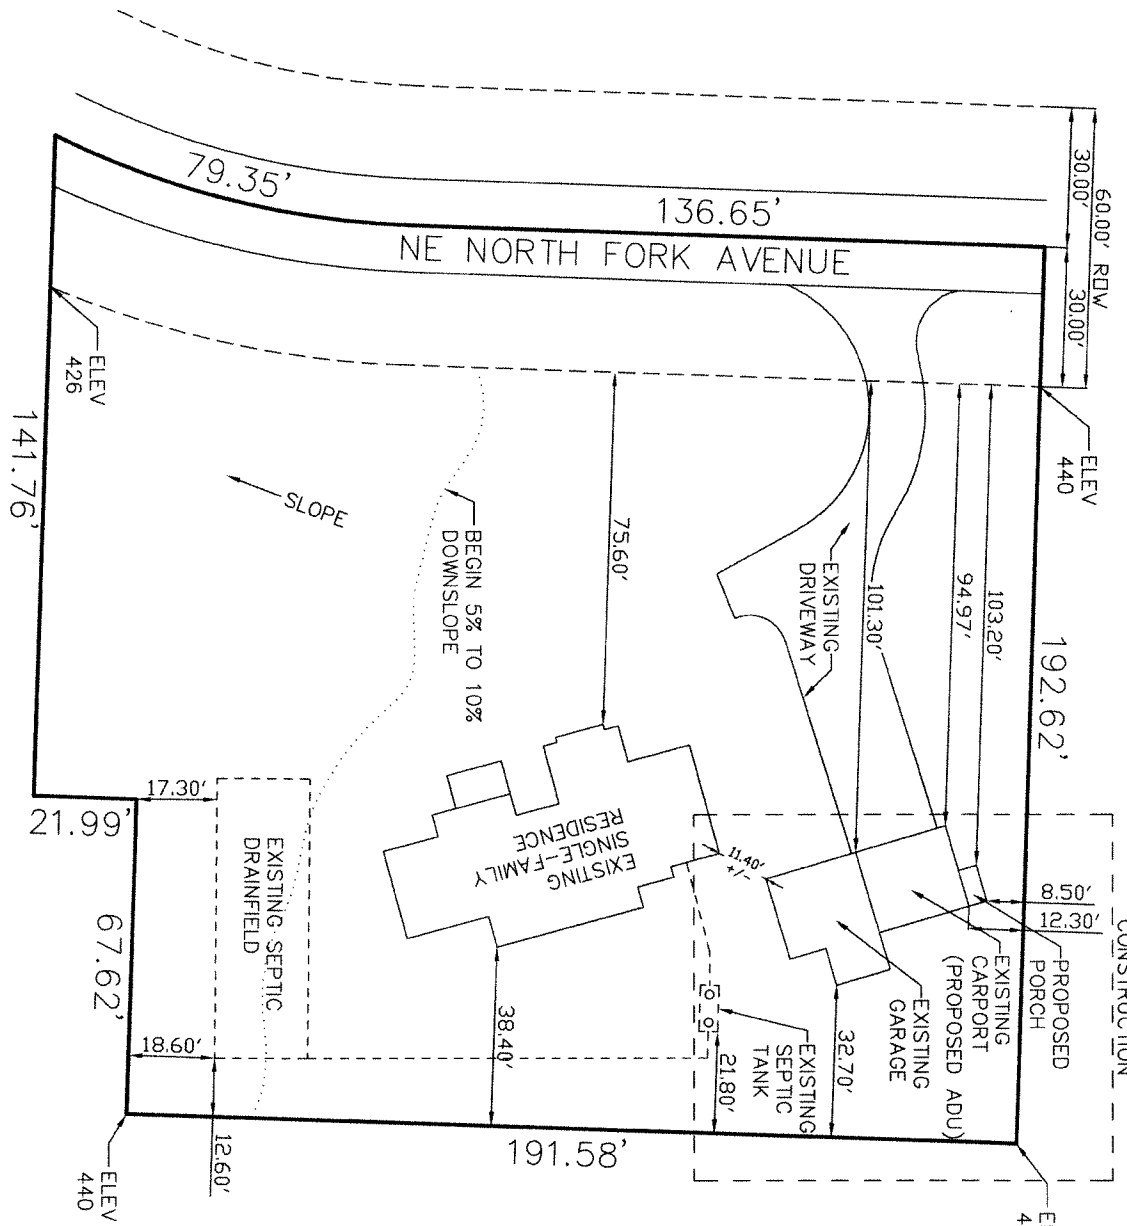 30.00'
60.00' ROW
30.00'
79.35'
136.65'
NE NORTH FORK AVENUE
ELEV
426
ELEV
440
141.76'
SLOPE
BEGIN 5% TO 10%
DOWNSLOPE
75.60'
EXISTING
DRIVEWAY
101.30'
94.97'
103.20'
192.62'
17.30'
21.99'
EXISTING SEPTIC
DRAINFIELD
EXISTING
SINGLE-FAMILY
RESIDENCE
11.40'
+/-
8.50'
12.30'
CONSTRUCTION
PROPOSED
PORCH
EXISTING
CARPORT
(PROPOSED ADU)
EXISTING
GARAGE
EXISTING
SEPTIC
TANK
67.62'
18.60'
38.40'
21.80'
32.70'
12.60'
191.58'
ELEV
440